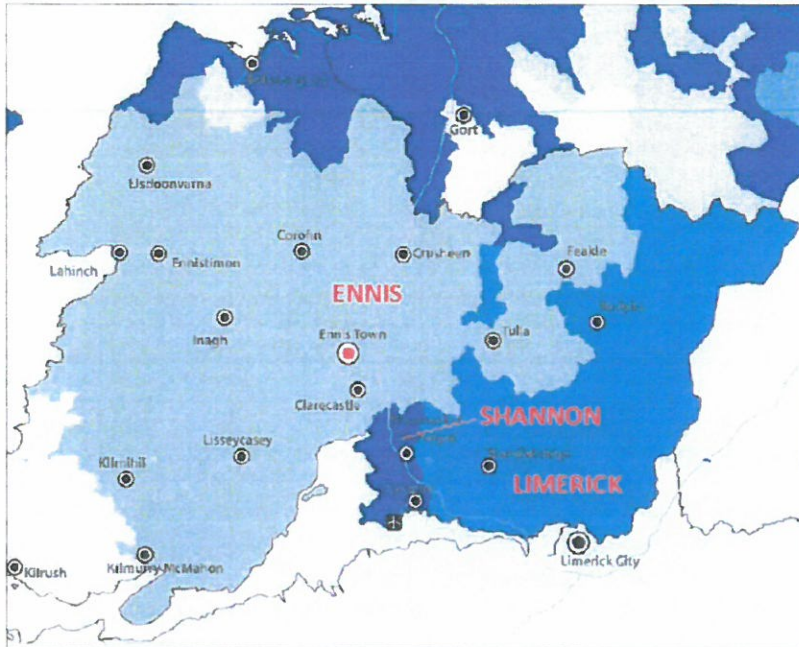 Gort
Lisdoonvarna
Corofin
Crusheen
Feakle
Lahinch
Ennistimon
ENNIS
Inagh
Ennis Town
Tulla
Clarecastle
SHANNON
Lisseycasey
Kilmihil
LIMERICK
Kilrush
Kilmurry McMahon
Limerick City